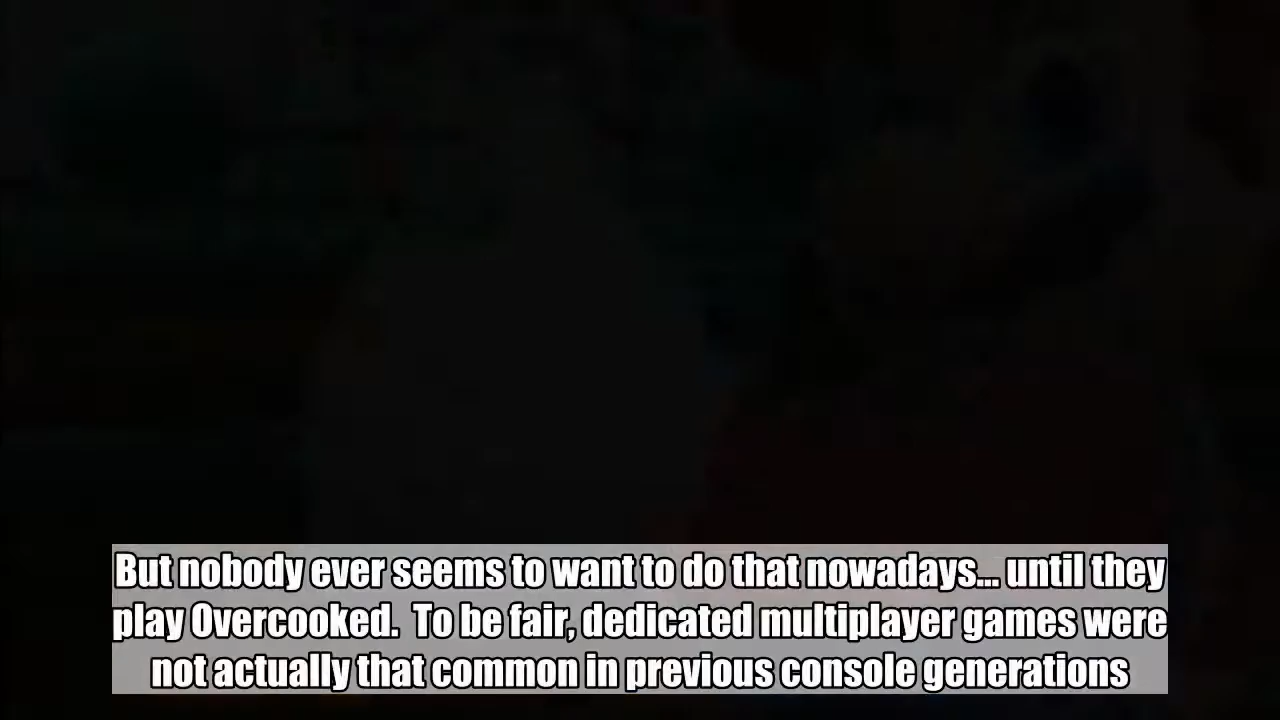 But nobody ever seems to want to do that nowadays... until they
play Overcooked.  To be fair, dedicated multiplayer games were
not actually that common in previous console generations